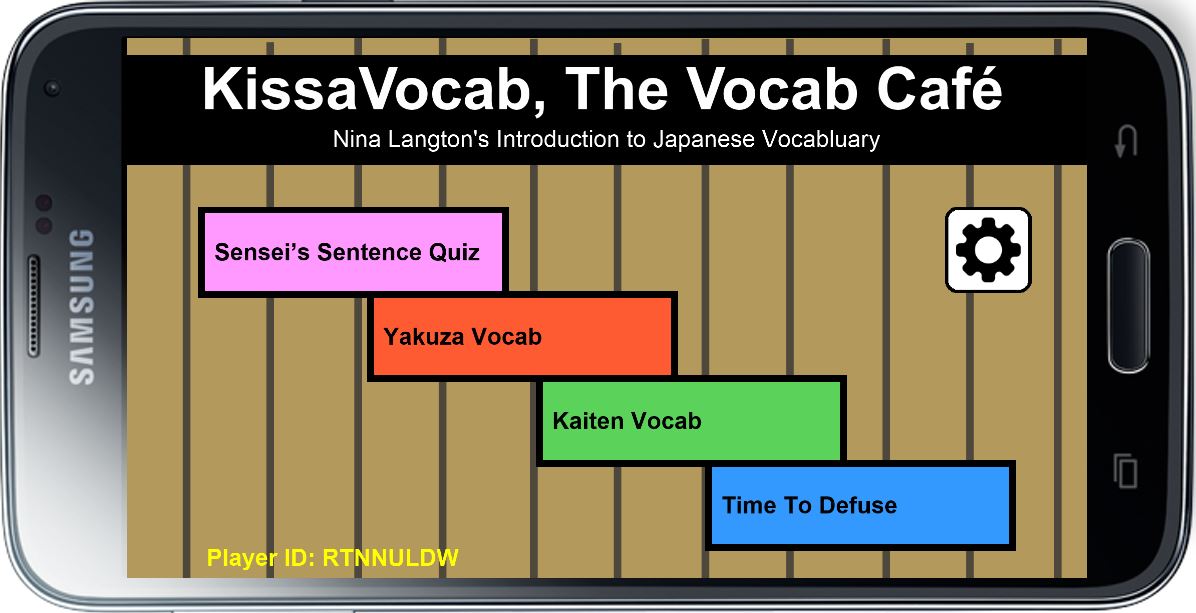 KissaVocab, The Vocab Café
Nina Langton's Introduction to Japanese Vocabluary
Sensei’s Sentence Quiz
Yakuza Vocab
Kaiten Vocab
Time To Defuse
Player ID: RTNNULDW
SAMSUNG